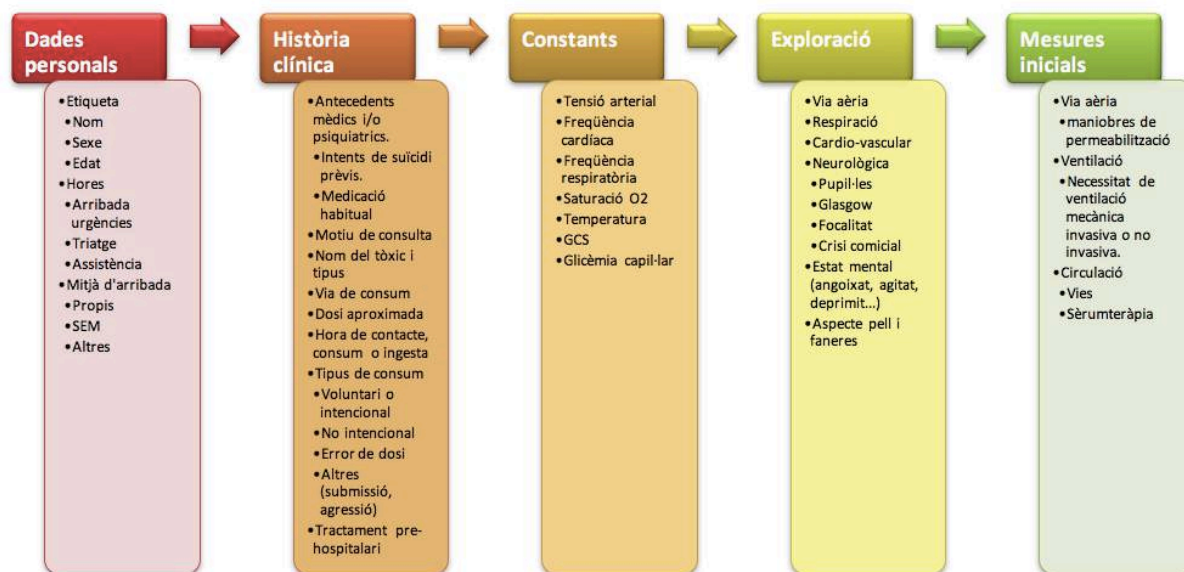 Dades
personals
•Etiqueta
•Nom
•Sexe
•Edat
•Hores
•Arribada
urgències
•Triatge
•Assistència
•Mitjà d'arribada
•Propis
•SEM
•Altres
Història
clínica
•Antecedents
mèdics i/o
psiquiatrics.
•Intents de suïcidi
prèvis.
•Medicació
habitual
•Motiu de consulta
•Nom del tòxic i
tipus
•Via de consum
•Dosi aproximada
•Hora de contacte,
consum o ingesta
•Tipus de consum
•Voluntari o
intencional
•No intencional
•Error de dosi
•Altres
(submissió,
agressió)
•Tractament pre-
hospitalari
Constants
•Tensió arterial
•Freqüència
cardíaca
•Freqüència
respiratòria
•Saturació O2
•Temperatura
•GCS
•Glicèmia capil·lar
Exploració
•Via aèria
•Respiració
•Cardio-vascular
•Neurològica
•Pupil·les
•Glasgow
•Focalitat
•Crisi comicial
•Estat mental
(angoixat, agitat,
deprimit...)
•Aspecte pell i
faneres
Mesures
inicials
•Via aèria
•maniobres de
permeabilització
•Ventilació
•Necessitat de
ventilació
mecànica
invasiva o no
invasiva.
•Circulació
•Vies
•Sèrumteràpia